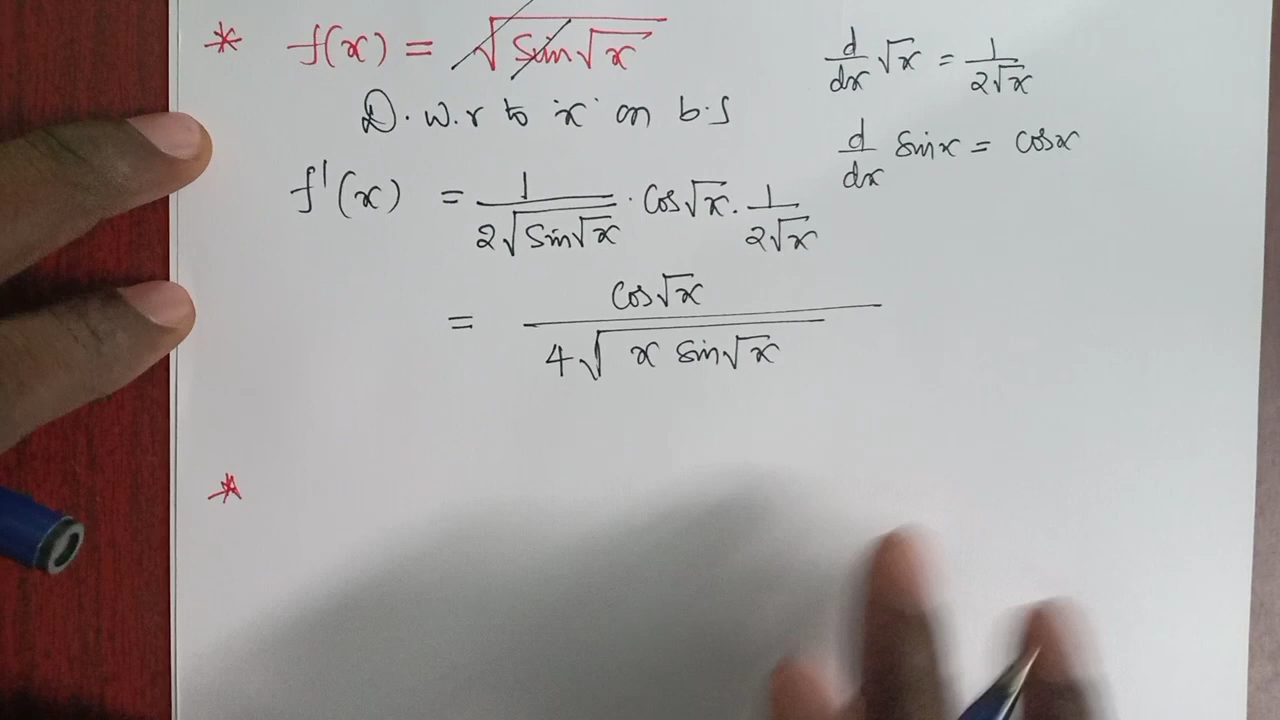 * f(x) = √(sin√x)
D. w. r to 'x' on b.s
f'(x) = 1/(2√(sin√x)) · cos√x · 1/(2√x)
= cos√x/(4√(x sin√x))
*
d/dx √x = 1/(2√x)
d/dx sinx = cosx